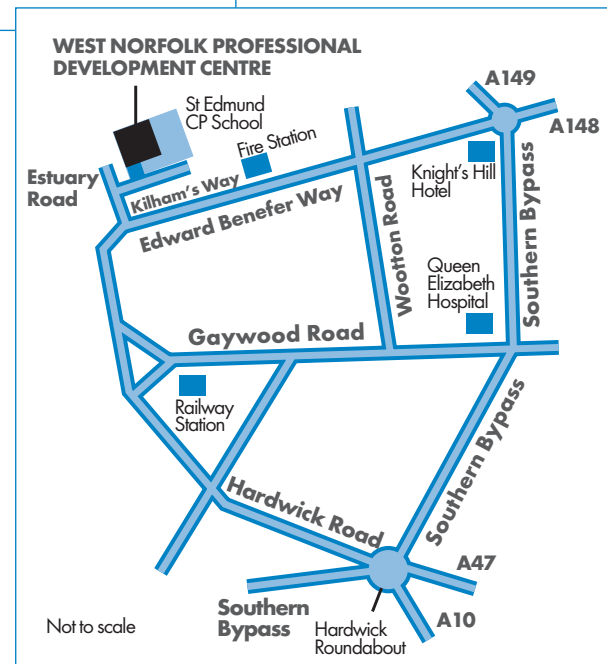 WEST NORFOLK PROFESSIONAL
DEVELOPMENT CENTRE
St Edmund
CP School
Fire Station
A149
A148
Estuary
Road
Kilham's Way
Edward Benefer Way
Wootton Road
Knight's Hill
Hotel
Southern Bypass
Queen
Elizabeth
Hospital
Gaywood Road
Railway
Station
Southern Bypass
Hardwick Road
A47
A10
Southern
Bypass
Hardwick
Roundabout
Not to scale